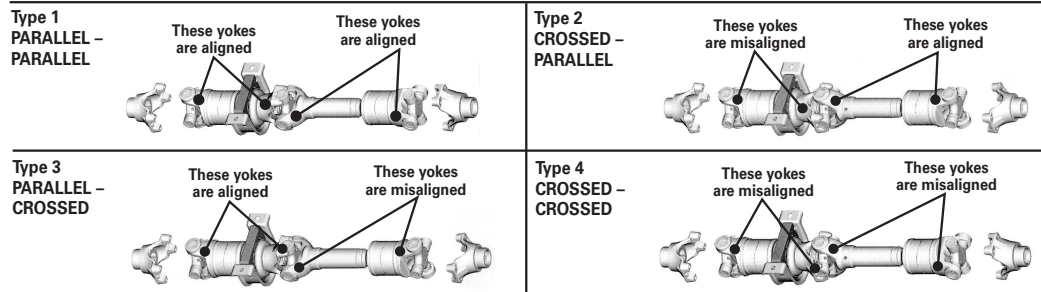 Type 1
PARALLEL –
PARALLEL
These yokes
are aligned
These yokes
are aligned
Type 2
CROSSED –
PARALLEL
These yokes
are misaligned
These yokes
are aligned
Type 3
PARALLEL –
CROSSED
These yokes
are aligned
These yokes
are misaligned
Type 4
CROSSED –
CROSSED
These yokes
are misaligned
These yokes
are misaligned